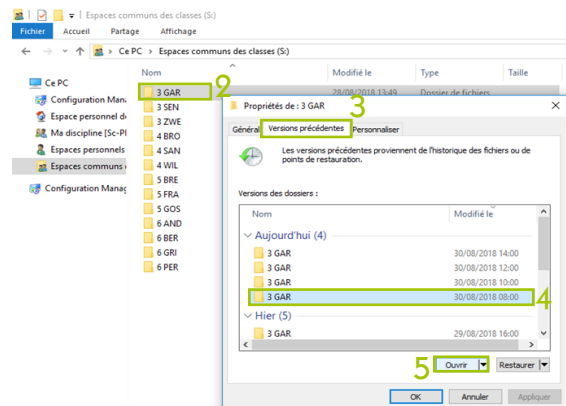 Espaces communs des classes (S:)
Fichier Accueil Partage Affichage
Ce PC > Espaces communs des classes (S:)
Nom Modifié le Type Taille
Ce PC
Configuration Man
Espace personnel d
Ma discipline [Sc-P
Espaces personnels
Espaces communs
Configuration Manag
3 GAR 28/08/2018 13:49 Dossier de fichiers
2
3 SEN
3 ZWE
4 BRO
4 SAN
4 WIL
5 BRE
5 FRA
5 GOS
6 AND
6 BER
6 GRI
6 PER
Propriétés de : 3 GAR
3
Général Versions précédentes Personnaliser
Les versions précédentes proviennent de l'historique des fichiers ou de
points de restauration.
Versions des dossiers :
Nom Modifié le
Aujourd'hui (4)
3 GAR 30/08/2018 14:00
3 GAR 30/08/2018 12:00
3 GAR 30/08/2018 10:00
3 GAR 30/08/2018 08:00
4
Hier (5)
3 GAR 29/08/2018 16:00
5
Ouvrir Restaurer
OK Annuler Appliquer